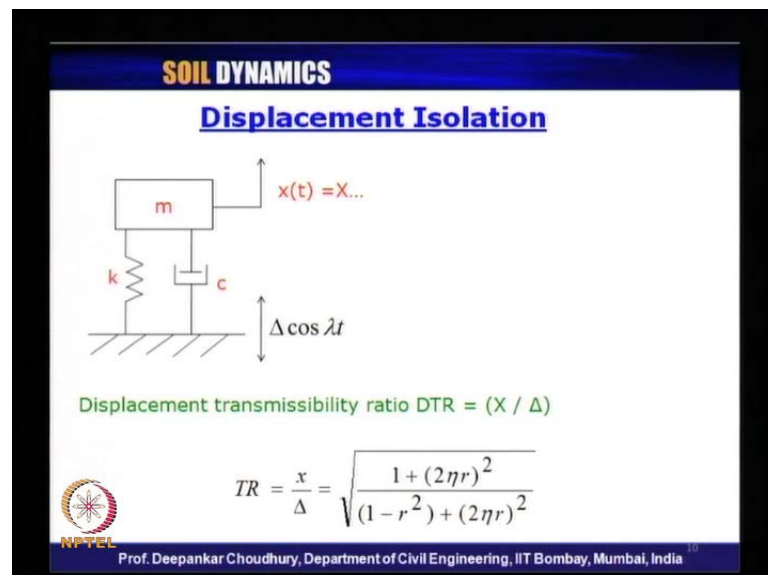 SOIL DYNAMICS
Displacement Isolation
x(t) =X...
m
k
c
Δ cos λt
Displacement transmissibility ratio DTR = (X / Δ)
TR = x/Δ = √((1 + (2ηr)²)/((1 − r²) + (2ηr)²))
NPTEL
Prof. Deepankar Choudhury, Department of Civil Engineering, IIT Bombay, Mumbai, India
10